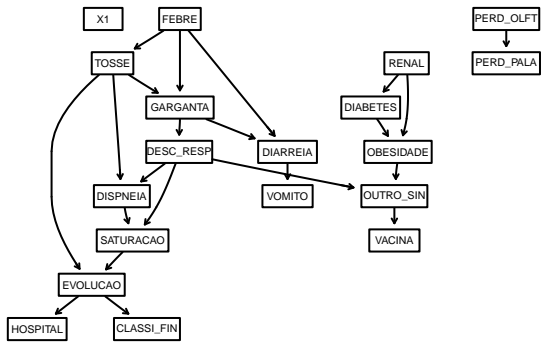 X1
FEBRE
PERD_OLFT
TOSSE
RENAL
PERD_PALA
GARGANTA
DIABETES
DESC_RESP
DIARREIA
OBESIDADE
DISPNEIA
VOMITO
OUTRO_SIN
SATURACAO
VACINA
EVOLUCAO
HOSPITAL
CLASSI_FIN